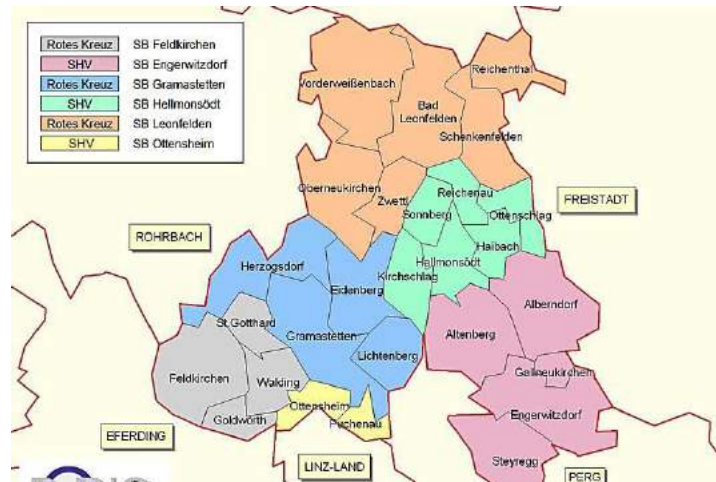 Rotes Kreuz SB Feldkirchen
SHV SB Engerwitzdorf
Rotes Kreuz SB Gramastetten
SHV SB Hellmonsödt
Rotes Kreuz SB Leonfelden
SHV SB Ottensheim
Reichenthal
Vorderweißenbach
Bad
Leonfelden
Schenkenfelden
Oberneukirchen
Zwettl
Reichenau
Sonnberg
Ottenschlag
FREISTADT
ROHRBACH
Haibach
Herzogsdorf
Hellmonsödt
Kirchschlag
Eidenberg
Alberndorf
St.Gotthard
Gramastetten
Altenberg
Lichtenberg
Feldkirchen
Walding
Gallneukirchen
Ottensheim
Goldwörth
Engerwitzdorf
Puchenau
EFERDING
Steyregg
LINZ-LAND
PERG